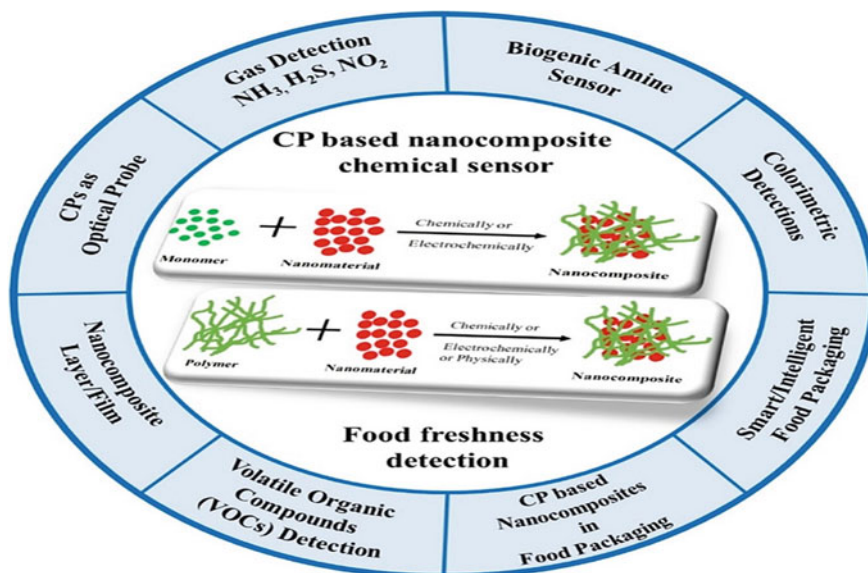 Gas Detection
NH₃, H₂S, NO₂
Biogenic Amine
Sensor
Colorimetric
Detections
Smart/Intelligent
Food Packaging
CP based
Nanocomposites
in
Food Packaging
Volatile Organic
Compounds
(VOCs) Detection
Nanocomposite
Layer/Film
CPs as
Optical Probe
CP based nanocomposite
chemical sensor
Monomer
+
Nanomaterial
Chemically or
Electrochemically
Nanocomposite
Polymer
+
Nanomaterial
Chemically or
Electrochemically
or Physically
Nanocomposite
Food freshness
detection